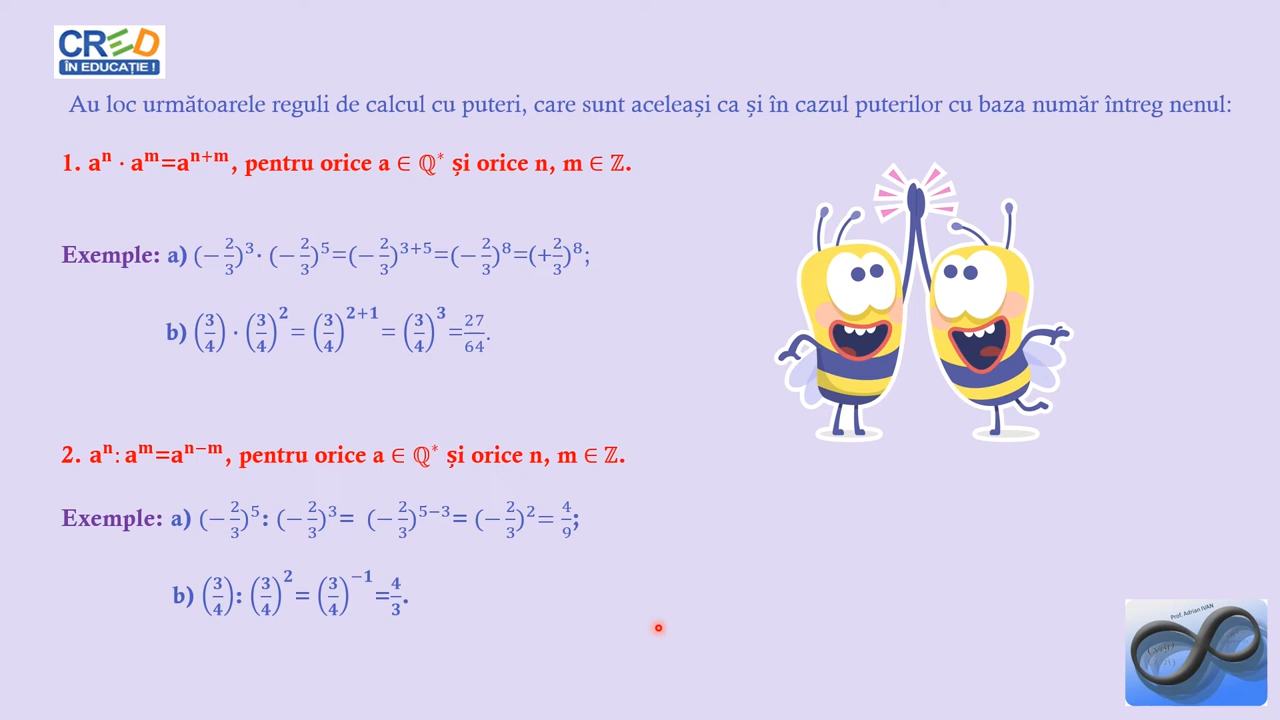 CRED
ÎN EDUCAȚIE !
Au loc următoarele reguli de calcul cu puteri, care sunt aceleași ca și în cazul puterilor cu baza număr întreg nenul:
1. aⁿ · aᵐ=aⁿ⁺ᵐ, pentru orice a ∈ ℚ* și orice n, m ∈ ℤ.
Exemple: a) (−2/3)³· (−2/3)⁵=(−2/3)³⁺⁵=(−2/3)⁸=(+2/3)⁸;
b) (3/4) · (3/4)² = (3/4)²⁺¹ = (3/4)³ =27/64.
2. aⁿ: aᵐ=aⁿ⁻ᵐ, pentru orice a ∈ ℚ* și orice n, m ∈ ℤ.
Exemple: a) (−2/3)⁵: (−2/3)³= (−2/3)⁵⁻³= (−2/3)²= 4/9;
b) (3/4): (3/4)²= (3/4)⁻¹=4/3.
Prof. Adrian IVAN